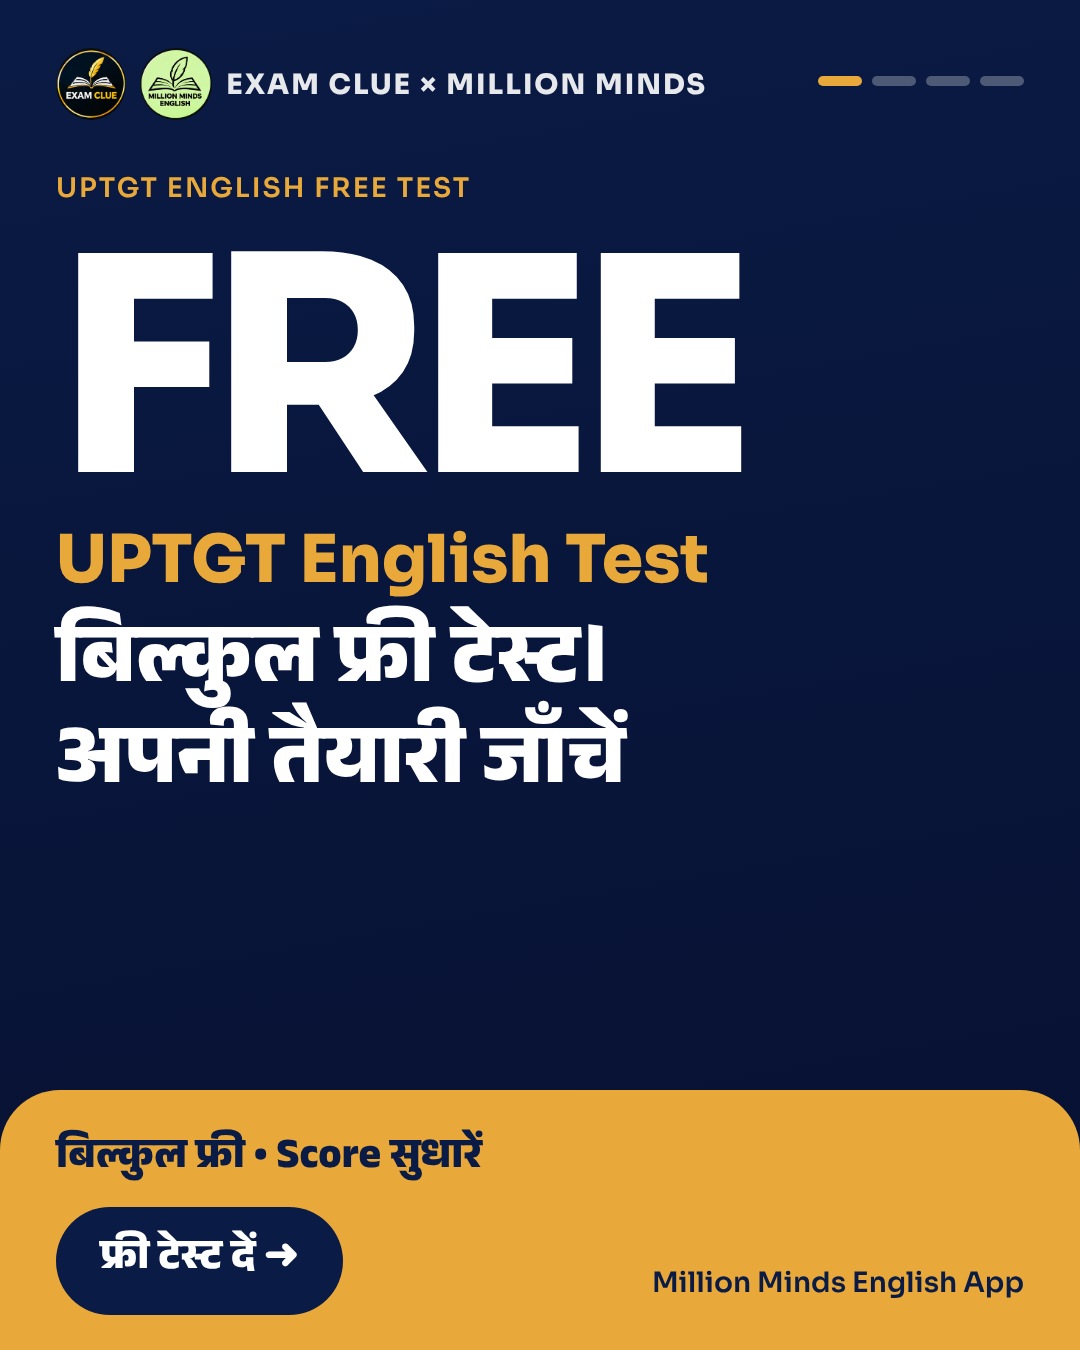 EXAM CLUE
MILLION MINDS
ENGLISH
EXAM CLUE × MILLION MINDS
UPTGT ENGLISH FREE TEST
FREE
UPTGT English Test
बिल्कुल फ्री टेस्ट।
अपनी तैयारी जाँचें
बिल्कुल फ्री • Score सुधारें
फ्री टेस्ट दें →
Million Minds English App